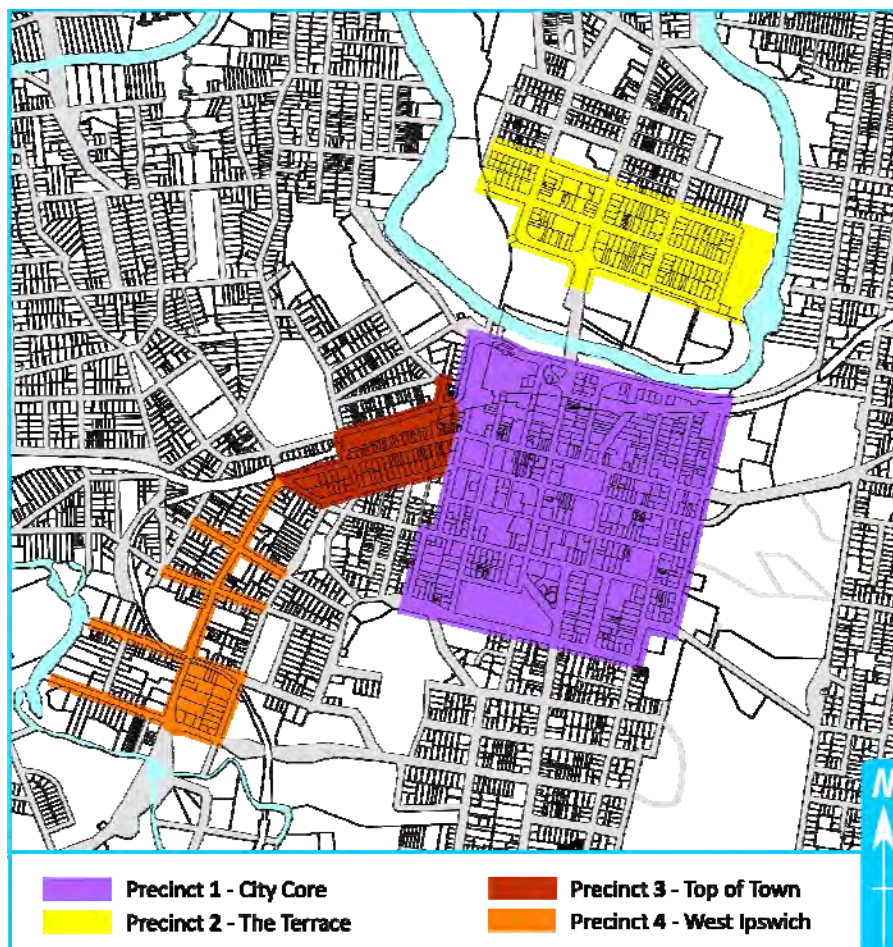 N
Precinct 1 - City Core
Precinct 2 - The Terrace
Precinct 3 - Top of Town
Precinct 4 - West Ipswich